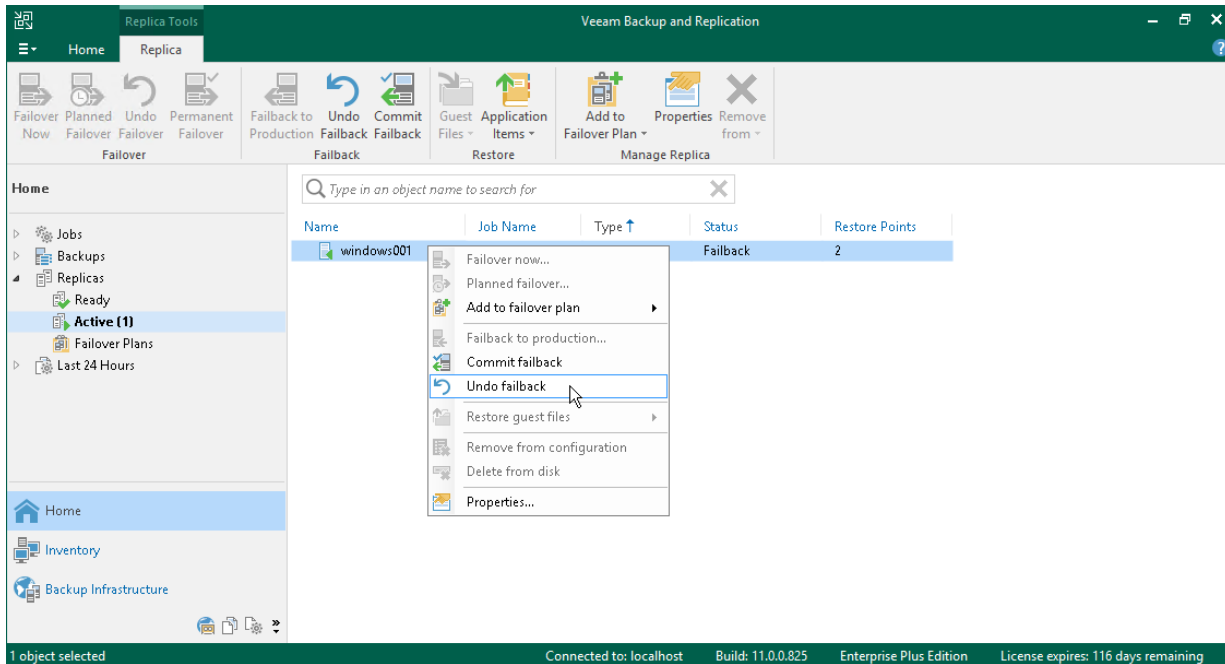 Replica Tools
Veeam Backup and Replication
Home
Replica
Failover Now
Planned Failover
Undo Failover
Permanent Failover
Failback to Production
Undo Failback
Commit Failback
Guest Files
Application Items
Add to Failover Plan
Properties
Remove from
Failover
Failback
Restore
Manage Replica
Home
Type in an object name to search for
Jobs
Backups
Replicas
Ready
Active (1)
Failover Plans
Last 24 Hours
Name Job Name Type Status Restore Points
windows001 Failback 2
Failover now...
Planned failover...
Add to failover plan
Failback to production...
Commit failback
Undo failback
Restore guest files
Remove from configuration
Delete from disk
Properties...
Home
Inventory
Backup Infrastructure
1 object selected
Connected to: localhost
Build: 11.0.0.825
Enterprise Plus Edition
License expires: 116 days remaining